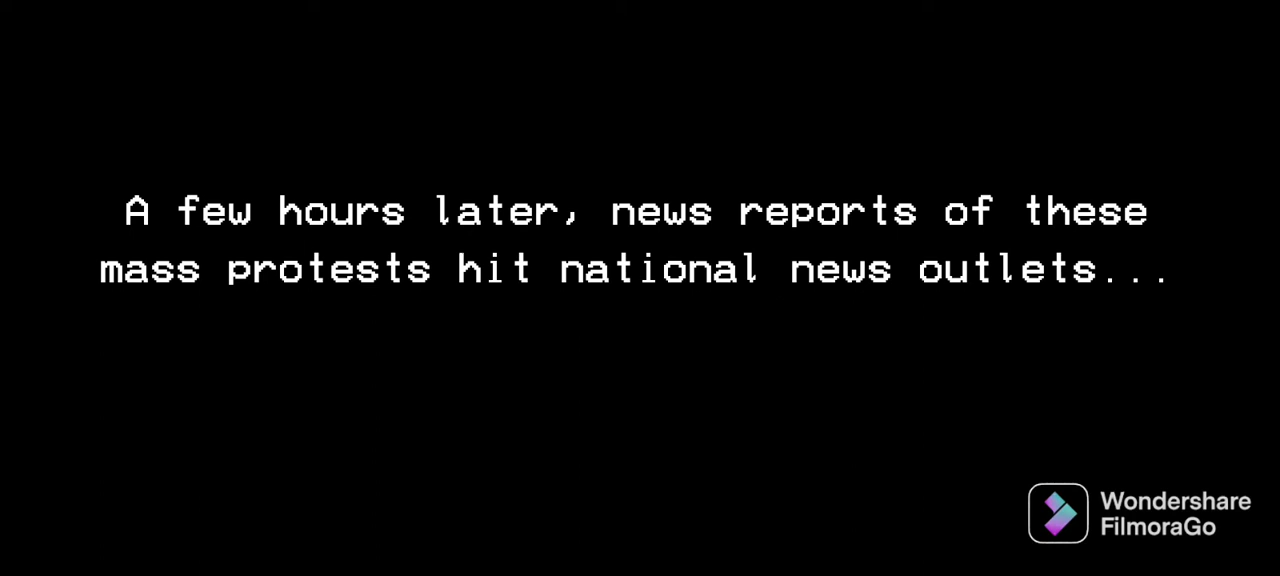 A few hours later, news reports of these
mass protests hit national news outlets...
Wondershare
FilmoraGo